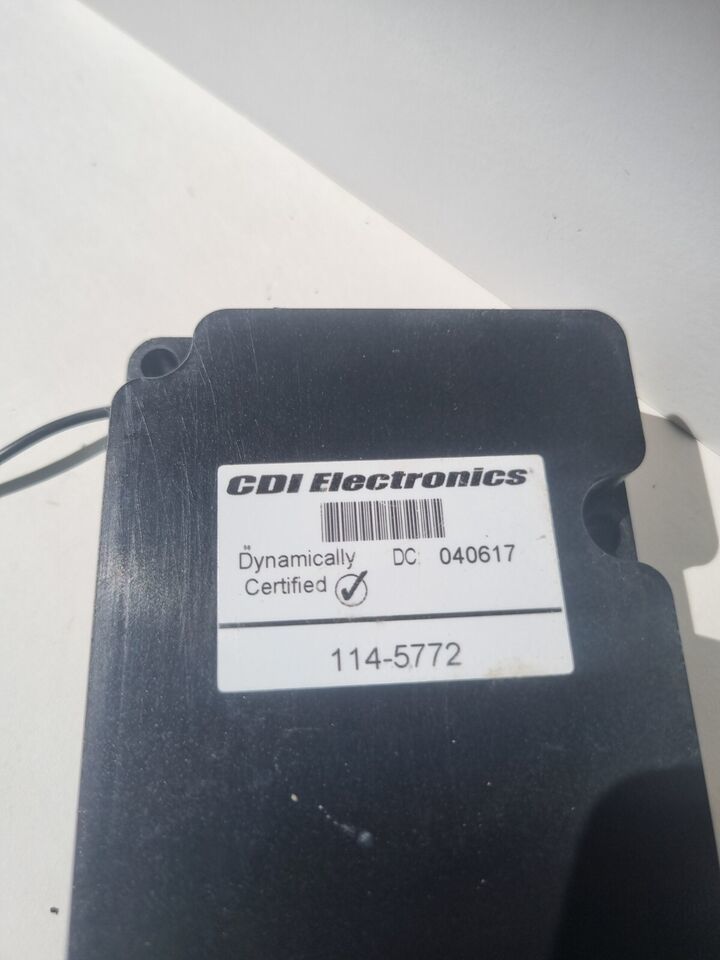 CDI Electronics
Dynamically DC: 040617
Certified
114-5772